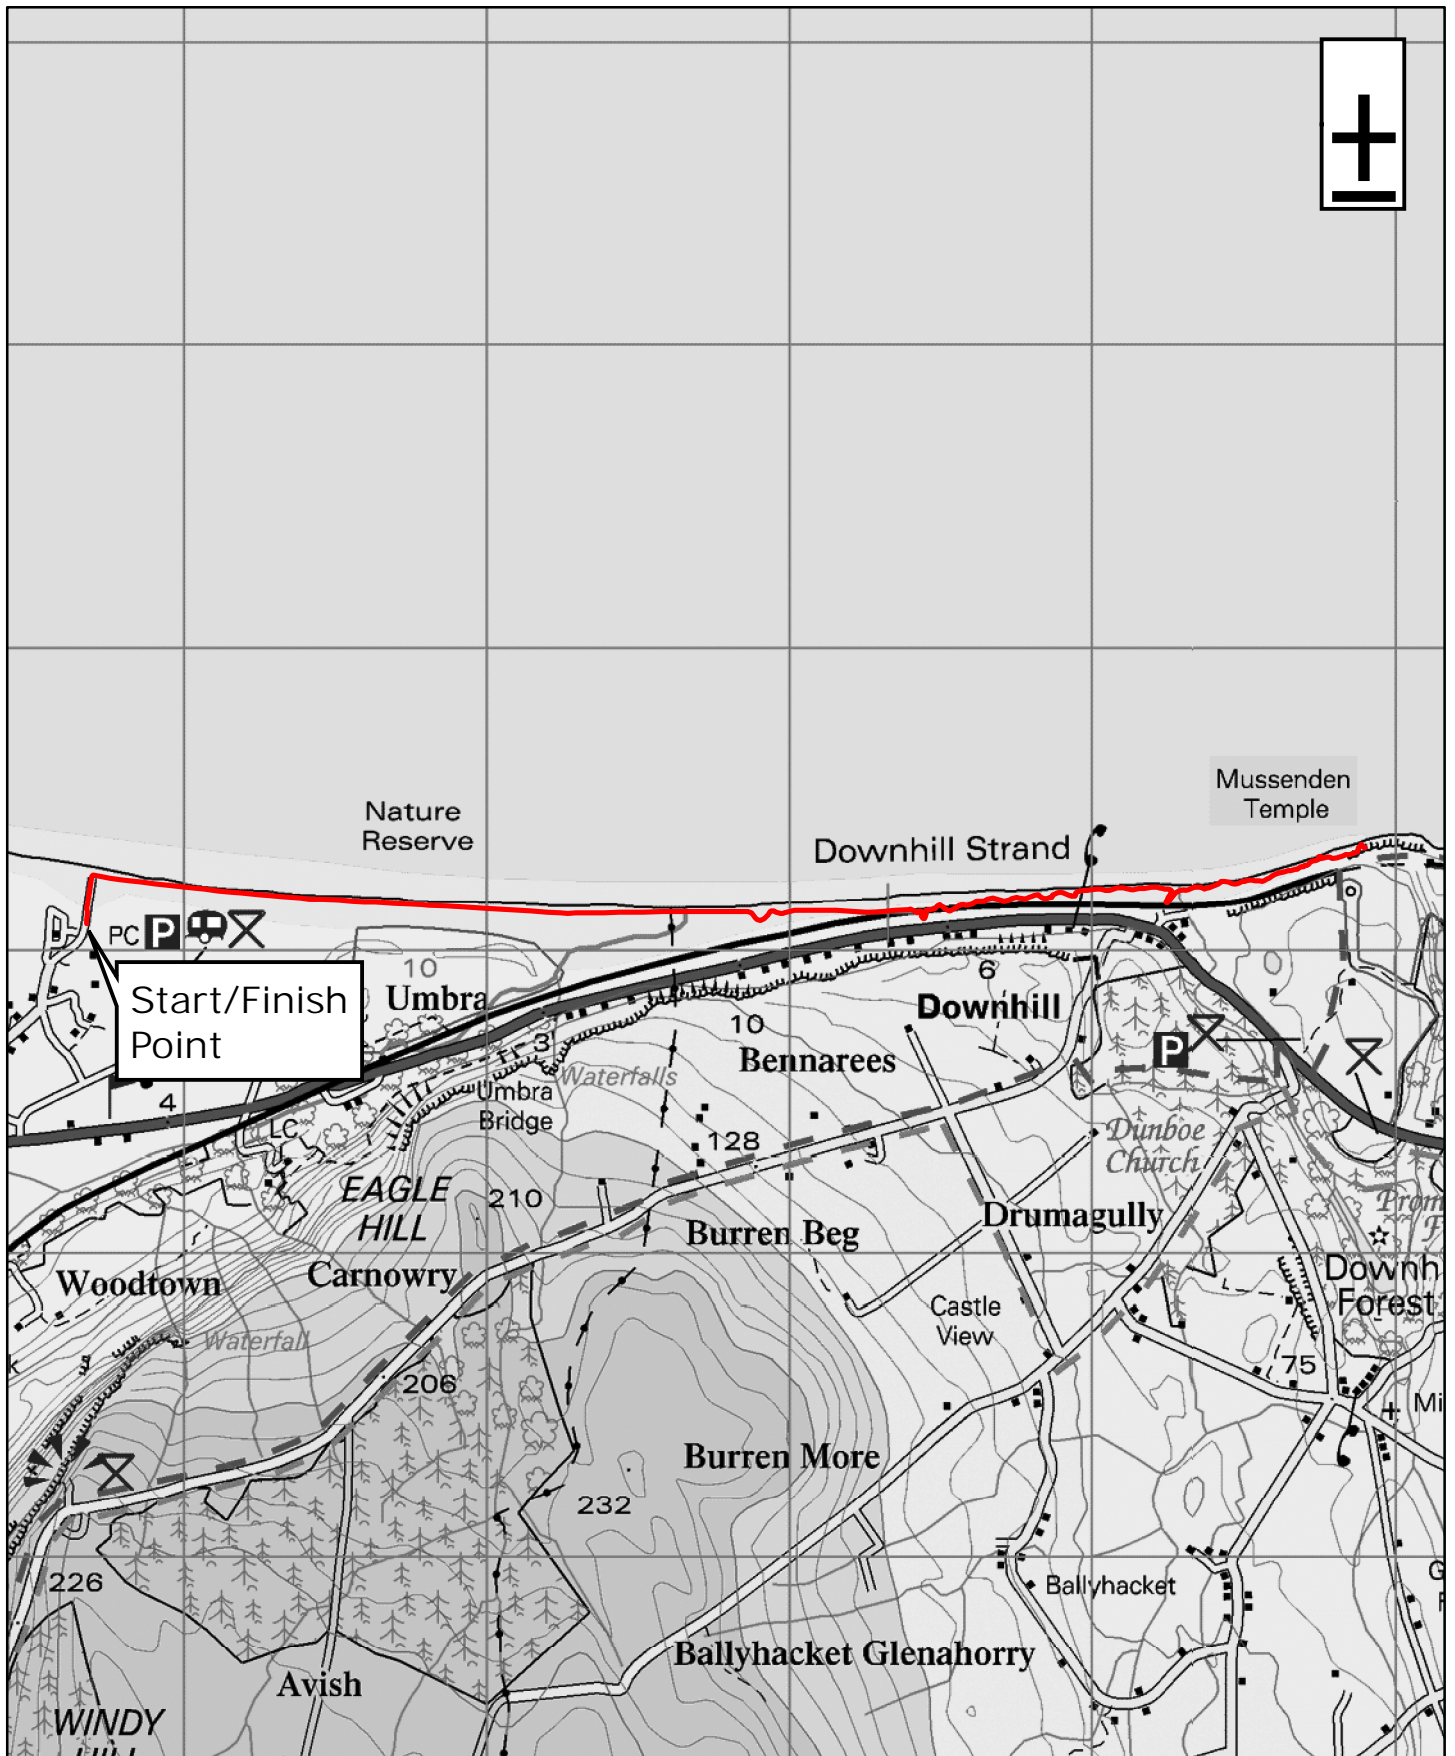 Mussenden
Temple
Nature
Reserve
Downhill Strand
PC P
10
Start/Finish
Point
Umbra
6
Downhill
10
3
Bennarees
P
Waterfalls
Umbra
Bridge
4
LC
128
Dunboe
Church
EAGLE
HILL
210
Drumagully
Burren Beg
Woodtown
Carnowry
Downh
Forest
Castle
View
Waterfall
75
206
Mi
Burren More
232
226
Ballyhacket
G
Ballyhacket Glenahorry
Avish
WINDY
HILL